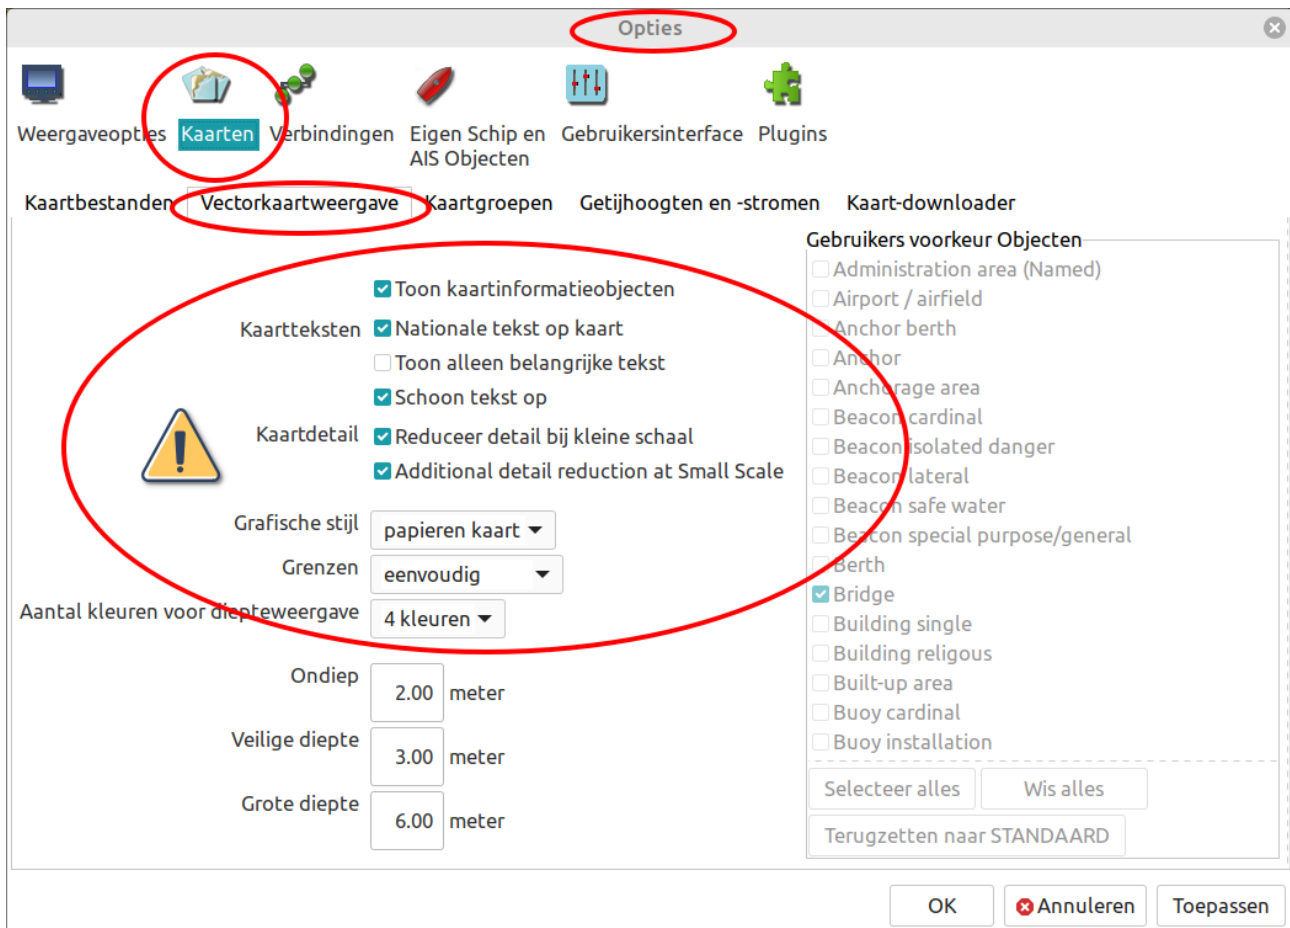 Opties
Weergaveopties
Kaarten
Verbindingen
Eigen Schip en
AIS Objecten
Gebruikersinterface
Plugins
Kaartbestanden
Vectorkaartweergave
Kaartgroepen
Getijhoogten en -stromen
Kaart-downloader
Toon kaartinformatieobjecten
Kaartteksten
Nationale tekst op kaart
Toon alleen belangrijke tekst
Schoon tekst op
Kaartdetail
Reduceer detail bij kleine schaal
Additional detail reduction at Small Scale
Grafische stijl
papieren kaart
Grenzen
eenvoudig
Aantal kleuren voor diepteweergave
4 kleuren
Ondiep
2.00 meter
Veilige diepte
3.00 meter
Grote diepte
6.00 meter
Gebruikers voorkeur Objecten
Administration area (Named)
Airport / airfield
Anchor berth
Anchor
Anchorage area
Beacon cardinal
Beacon isolated danger
Beacon lateral
Beacon safe water
Beacon special purpose/general
Berth
Bridge
Building single
Building religous
Built-up area
Buoy cardinal
Buoy installation
Selecteer alles
Wis alles
Terugzetten naar STANDAARD
OK
Annuleren
Toepassen